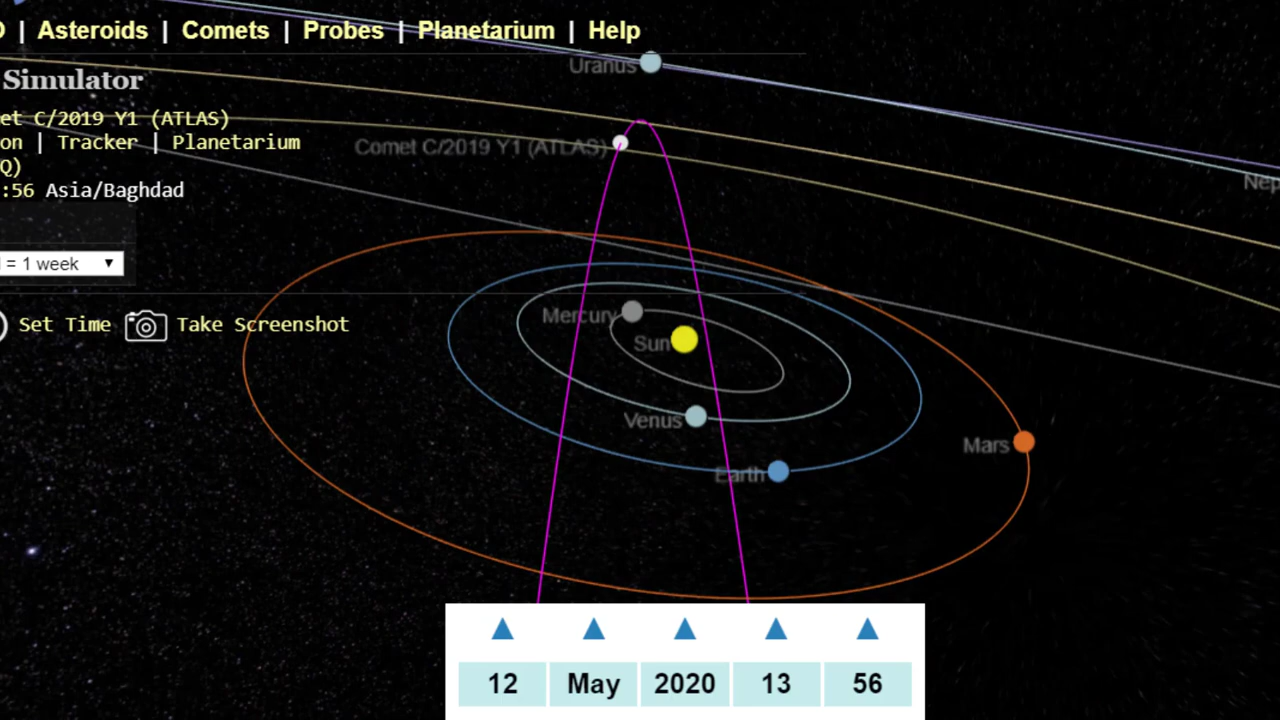 | Asteroids | Comets | Probes | Planetarium | Help
Uranus
Simulator
et C/2019 Y1 (ATLAS)
on | Tracker | Planetarium
Q)
:56 Asia/Baghdad
Comet C/2019 Y1 (ATLAS)
Nep
= 1 week
Set Time Take Screenshot
Mercury
Sun
Venus
Mars
Earth
12 May 2020 13 56